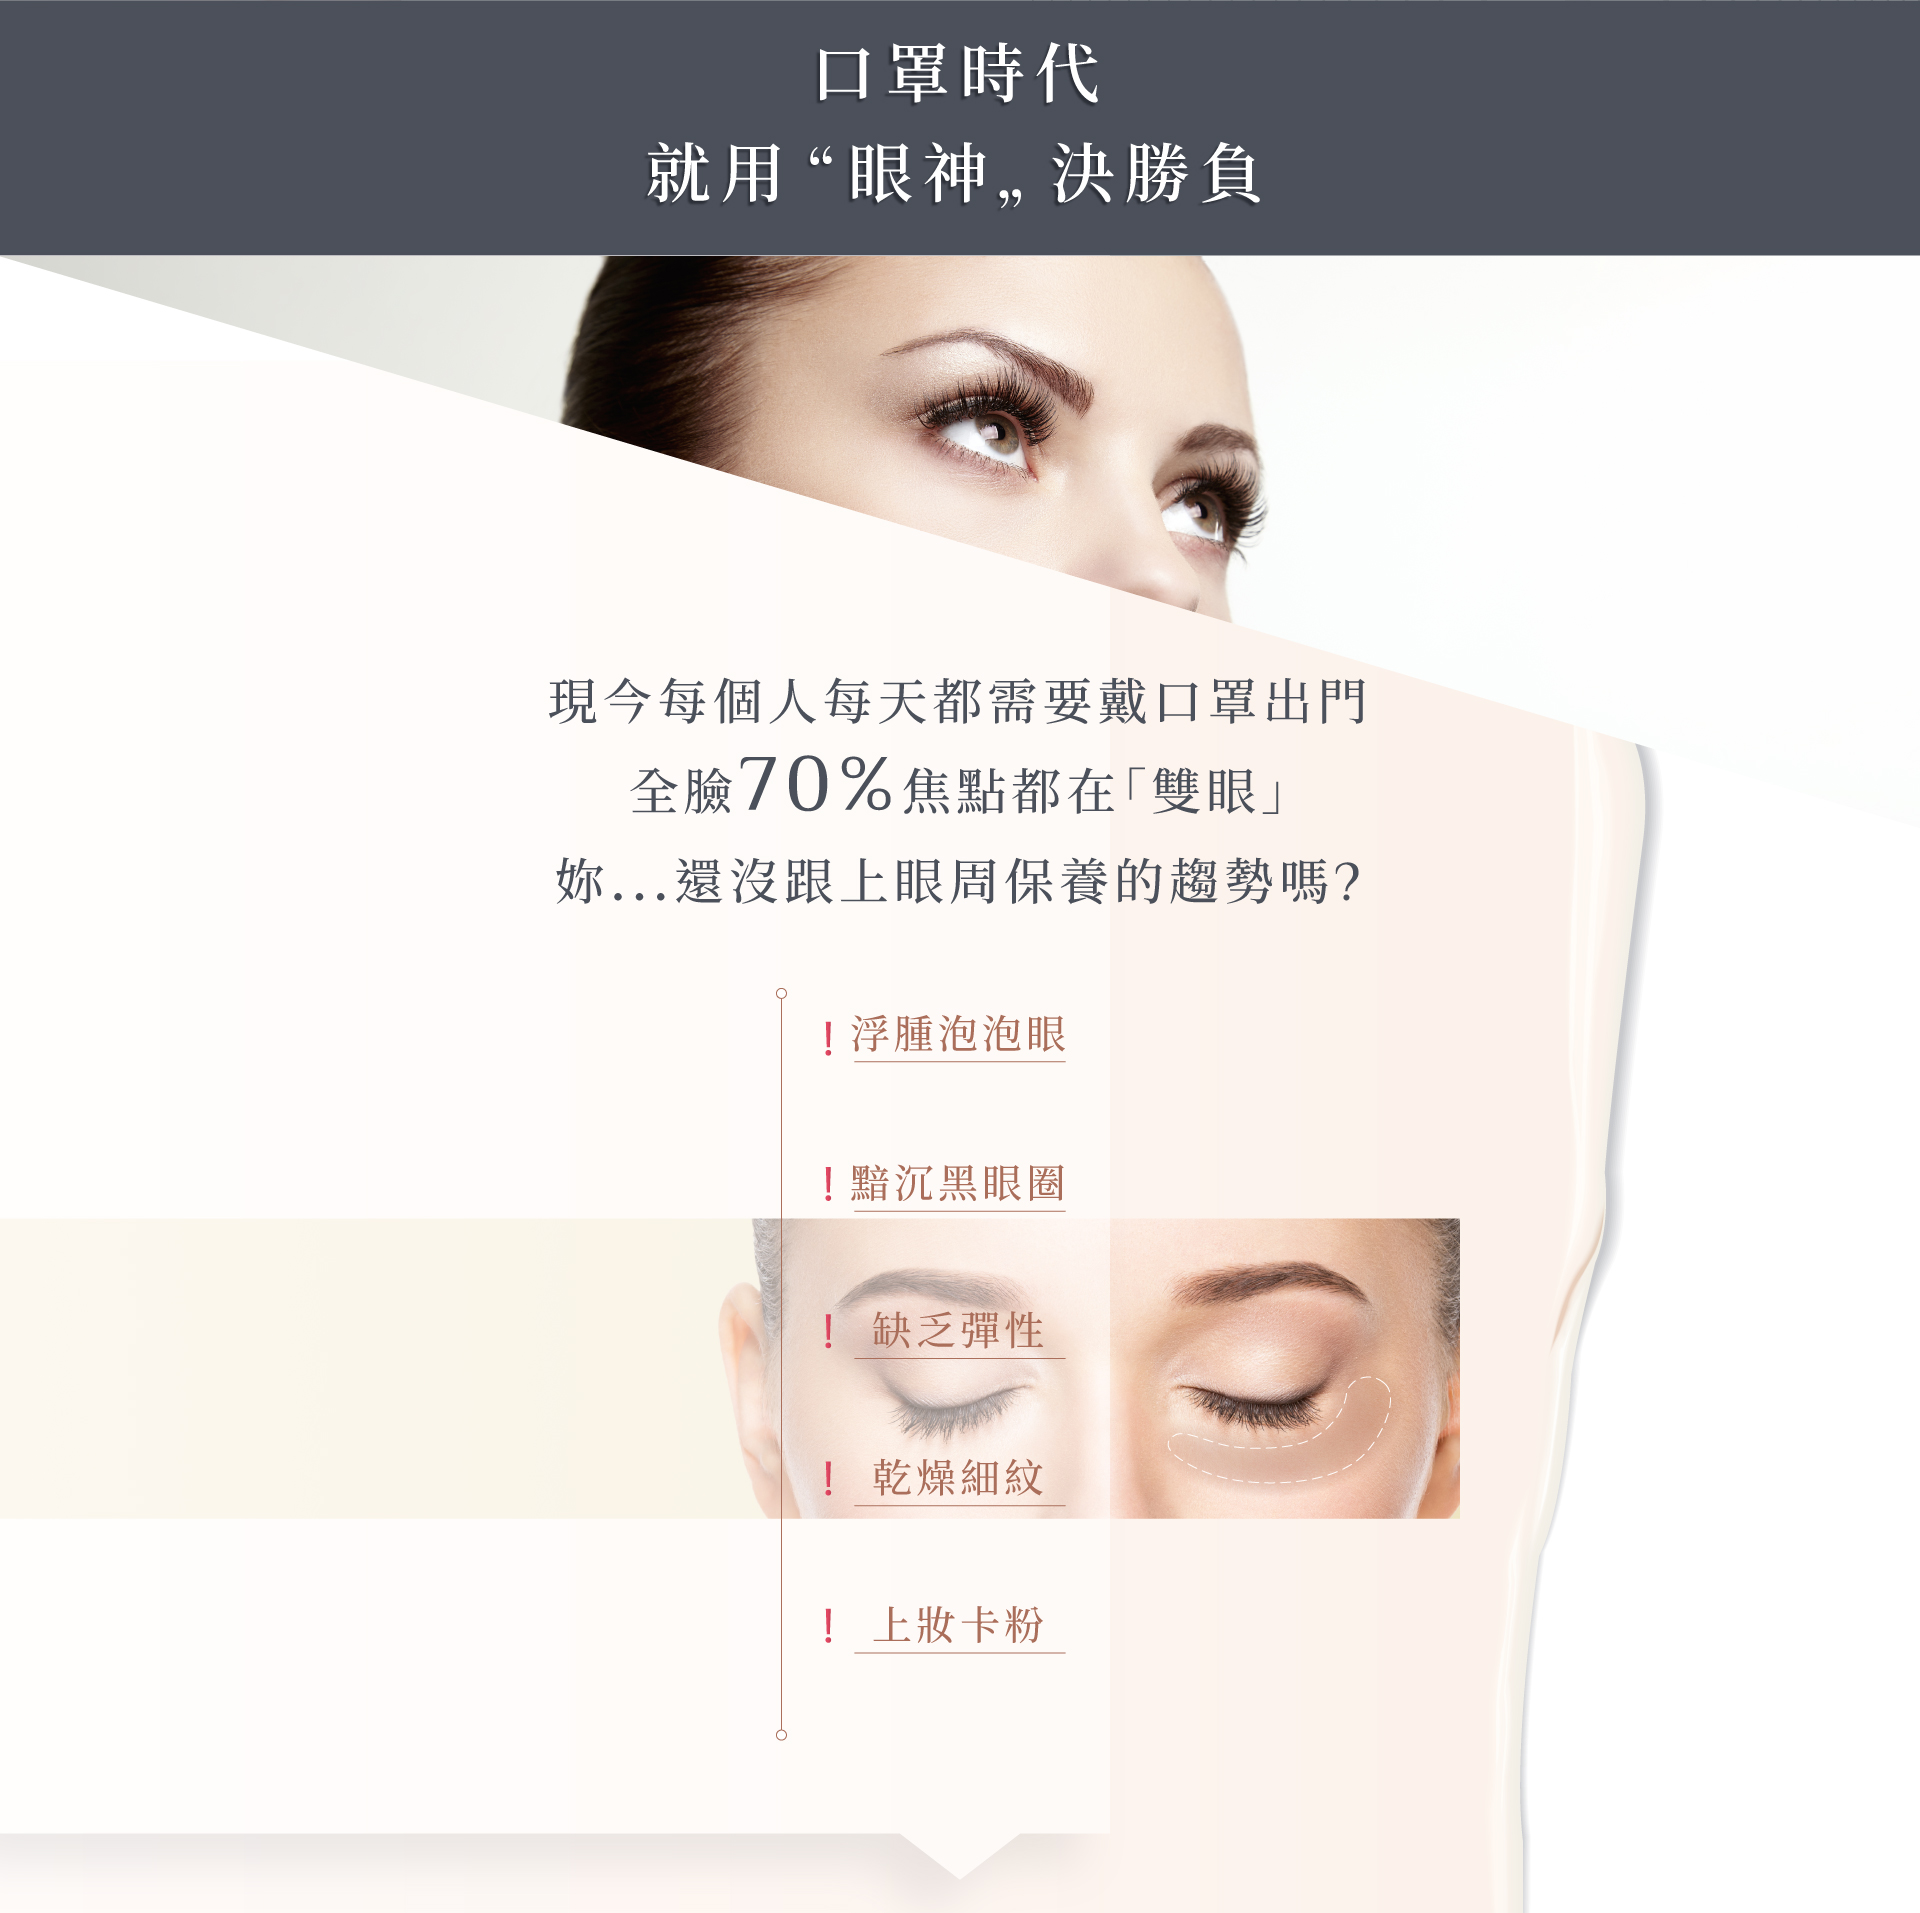 口罩時代
就用“眼神„決勝負
現今每個人每天都需要戴口罩出門
全臉70%焦點都在「雙眼」
妳...還沒跟上眼周保養的趨勢嗎?
! 浮腫泡泡眼
! 黯沉黑眼圈
! 缺乏彈性
! 乾燥細紋
! 上妝卡粉